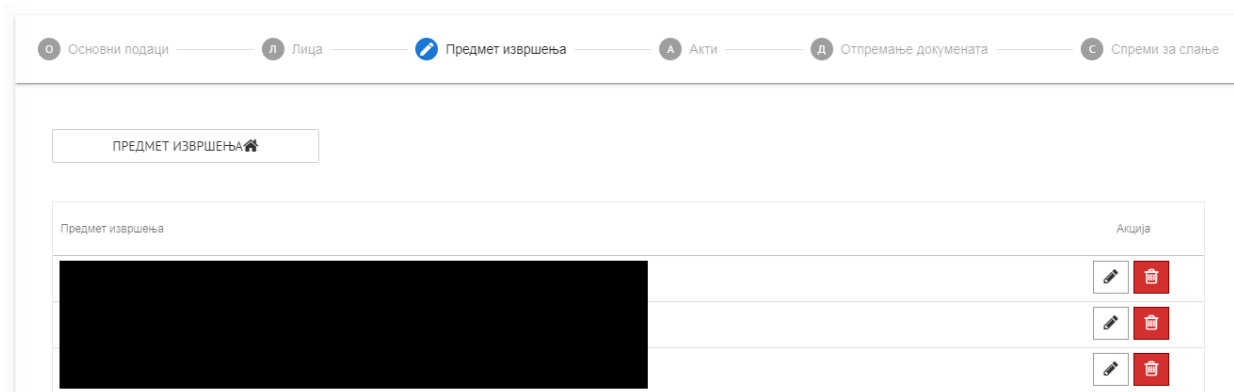 О Основни подаци Л Лица Предмет извршења А Акти Д Отпремање докумената С Спреми за слање
ПРЕДМЕТ ИЗВРШЕЊА
Предмет извршења Акција